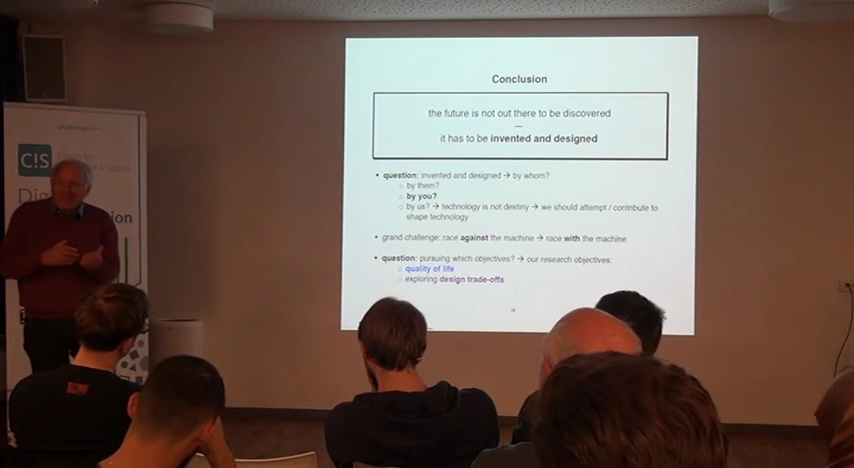 Conclusion
the future is not out there to be discovered
—
it has to be invented and designed
• question: invented and designed → by whom?
○ by them?
○ by you?
○ by us? → technology is not destiny → we should attempt / contribute to
shape technology
• grand challenge: race against the machine → race with the machine
• question: pursuing which objectives? → our research objectives:
○ quality of life
○ exploring design trade-offs
C!S